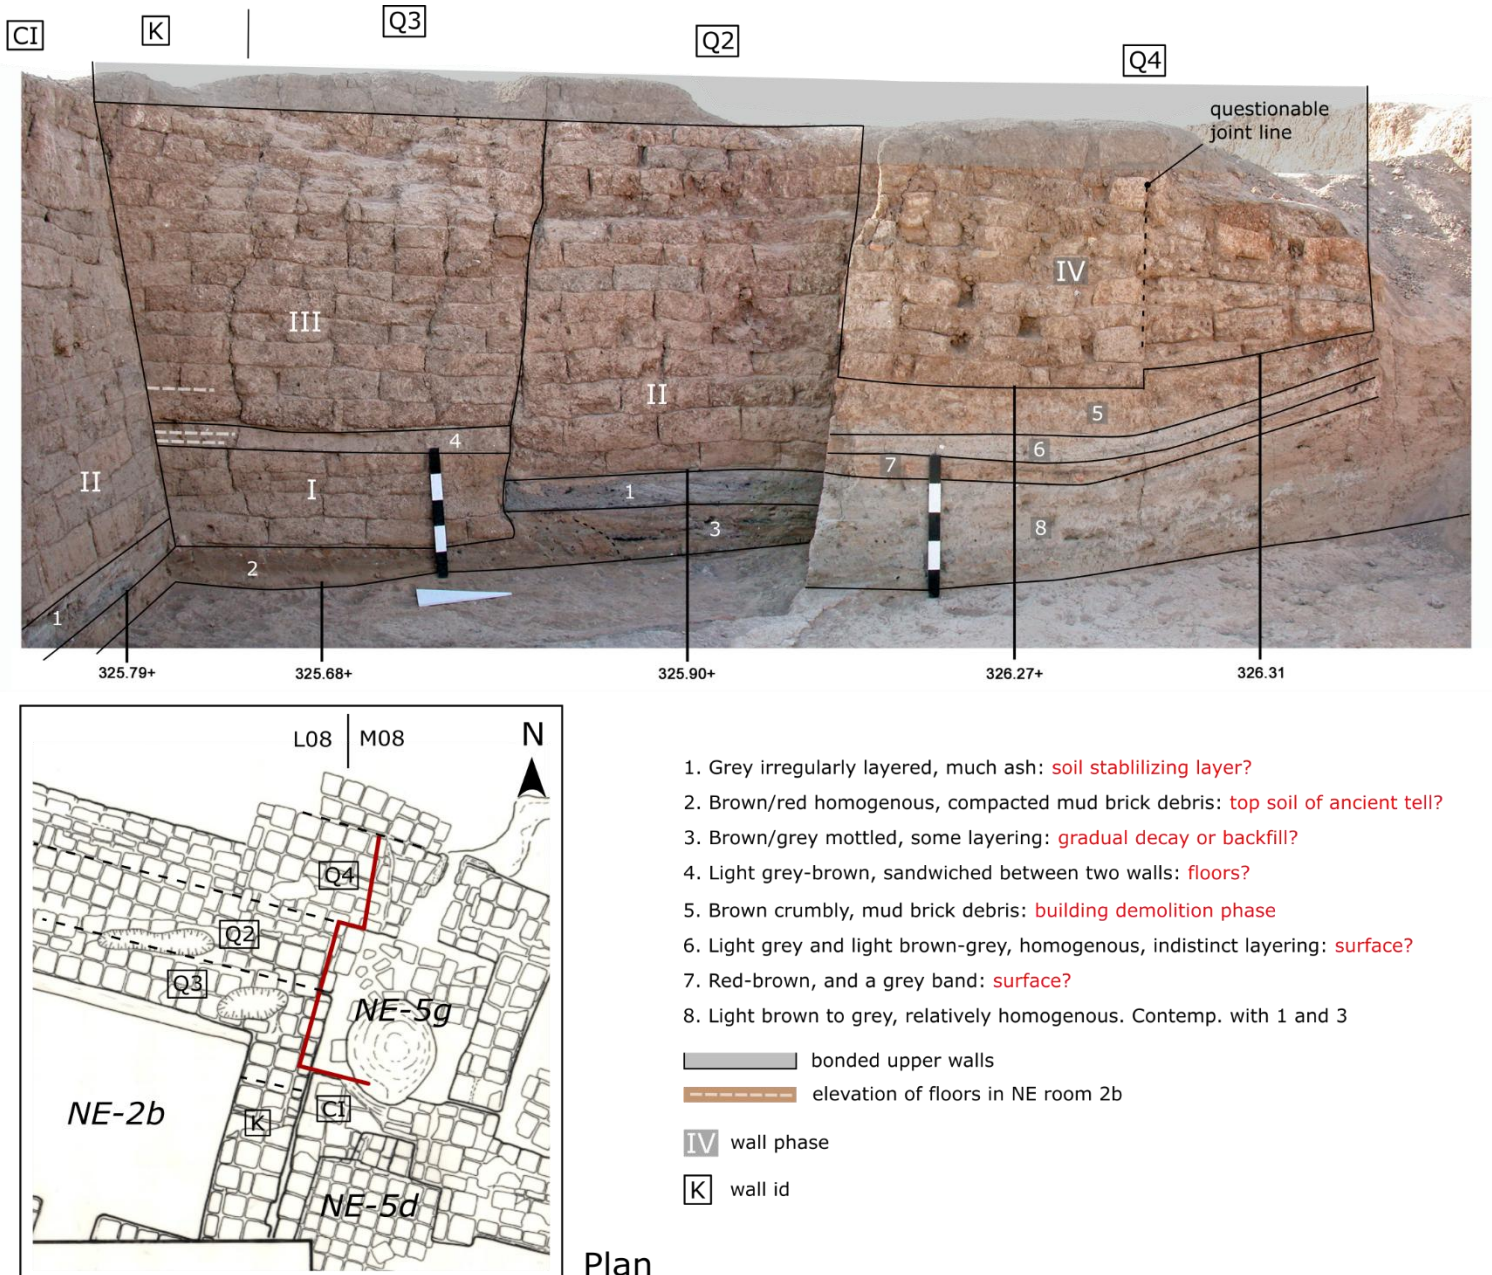 CI
K
Q3
Q2
Q4
questionable
joint line
III
IV
II
5
4
6
7
II
I
1
3
8
2
1
325.79+
325.68+
325.90+
326.27+
326.31
L08
M08
N
Q4
Q2
Q3
NE-5g
NE-2b
CI
K
NE-5d
Plan
1. Grey irregularly layered, much ash: soil stablilizing layer?
2. Brown/red homogenous, compacted mud brick debris: top soil of ancient tell?
3. Brown/grey mottled, some layering: gradual decay or backfill?
4. Light grey-brown, sandwiched between two walls: floors?
5. Brown crumbly, mud brick debris: building demolition phase
6. Light grey and light brown-grey, homogenous, indistinct layering: surface?
7. Red-brown, and a grey band: surface?
8. Light brown to grey, relatively homogenous. Contemp. with 1 and 3
bonded upper walls
elevation of floors in NE room 2b
IV wall phase
K wall id